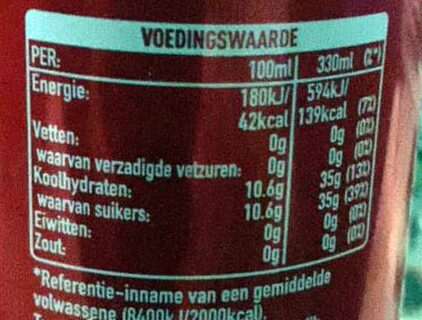 VOEDINGSWAARDE
PER: 100ml 330ml (%*)
Energie: 180kJ/ 594kJ/
42kcal 139kcal (7%)
Vetten: 0g 0g (0%)
waarvan verzadigde vetzuren: 0g 0g (0%)
Koolhydraten: 10.6g 35g (13%)
waarvan suikers: 10.6g 35g (39%)
Eiwitten: 0g 0g (0%)
Zout: 0g 0g (0%)
*Referentie-inname van een gemiddelde
volwassene (8400kJ/2000kcal).